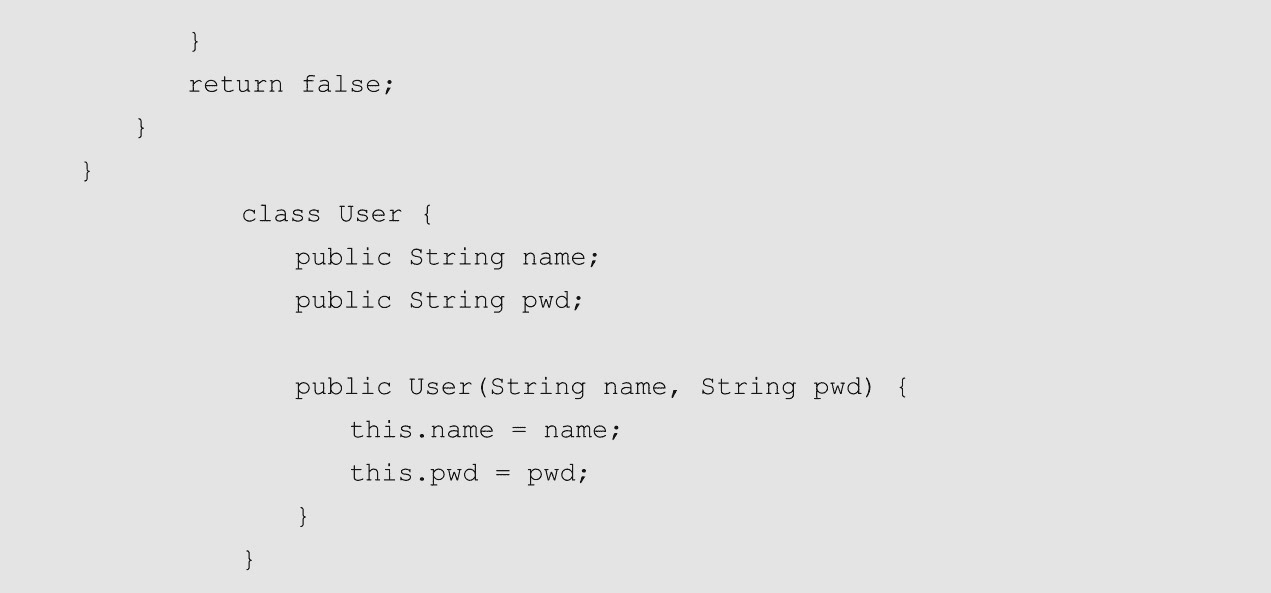 }
return false;
}
}
class User {
public String name;
public String pwd;
public User(String name, String pwd) {
this.name = name;
this.pwd = pwd;
}
}